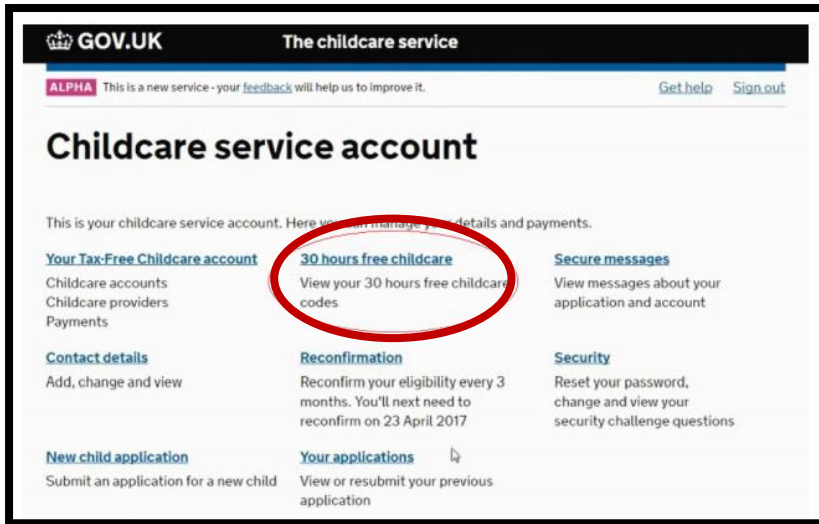 GOV.UK The childcare service
ALPHA This is a new service - your feedback will help us to improve it. Get help Sign out
Childcare service account
This is your childcare service account. Here you can manage your details and payments.
Your Tax-Free Childcare account
Childcare accounts
Childcare providers
Payments
30 hours free childcare
View your 30 hours free childcare
codes
Secure messages
View messages about your
application and account
Contact details
Add, change and view
Reconfirmation
Reconfirm your eligibility every 3
months. You'll next need to
reconfirm on 23 April 2017
Security
Reset your password,
change and view your
security challenge questions
New child application
Submit an application for a new child
Your applications
View or resubmit your previous
application